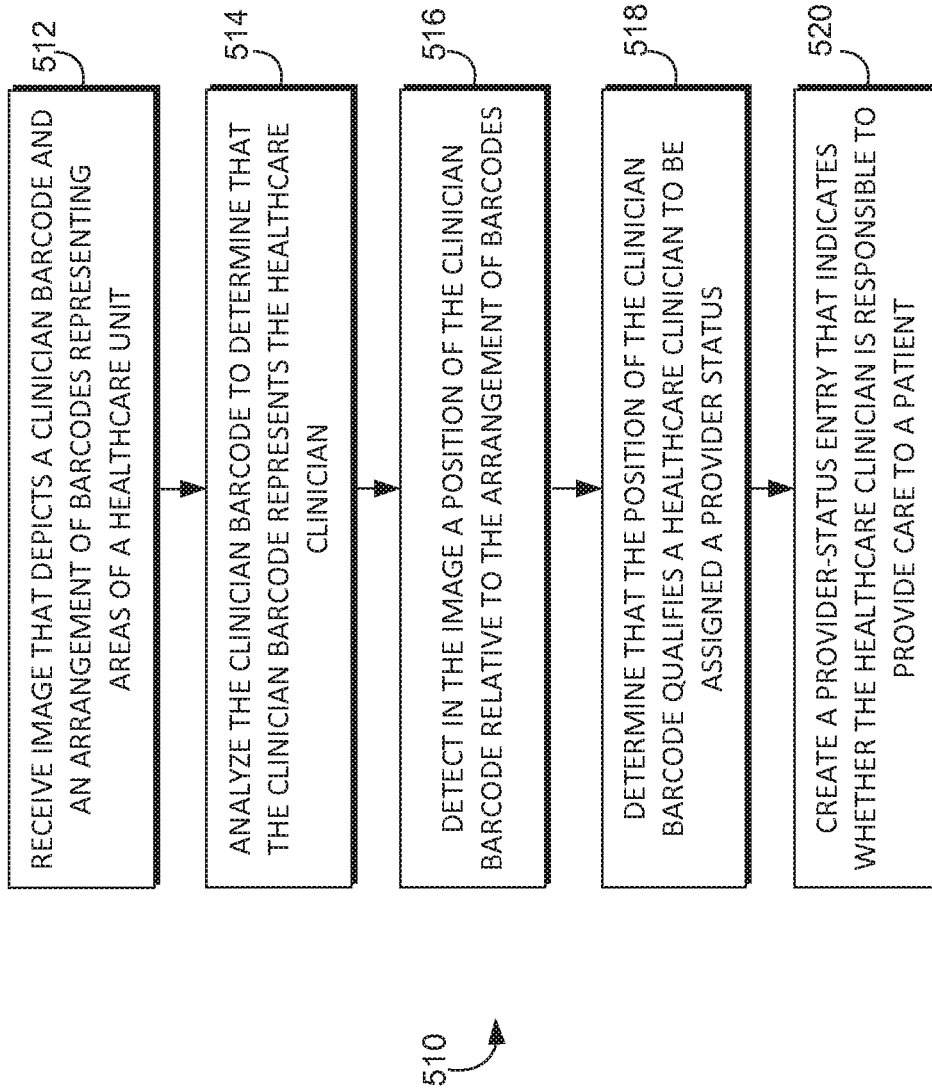 510
RECEIVE IMAGE THAT DEPICTS A CLINICIAN BARCODE AND
AN ARRANGEMENT OF BARCODES REPRESENTING
AREAS OF A HEALTHCARE UNIT
512
ANALYZE THE CLINICIAN BARCODE TO DETERMINE THAT
THE CLINICIAN BARCODE REPRESENTS THE HEALTHCARE
CLINICIAN
514
DETECT IN THE IMAGE A POSITION OF THE CLINICIAN
BARCODE RELATIVE TO THE ARRANGEMENT OF BARCODES
516
DETERMINE THAT THE POSITION OF THE CLINICIAN
BARCODE QUALIFIES A HEALTHCARE CLINICIAN TO BE
ASSIGNED A PROVIDER STATUS
518
CREATE A PROVIDER-STATUS ENTRY THAT INDICATES
WHETHER THE HEALTHCARE CLINICIAN IS RESPONSIBLE TO
PROVIDE CARE TO A PATIENT
520